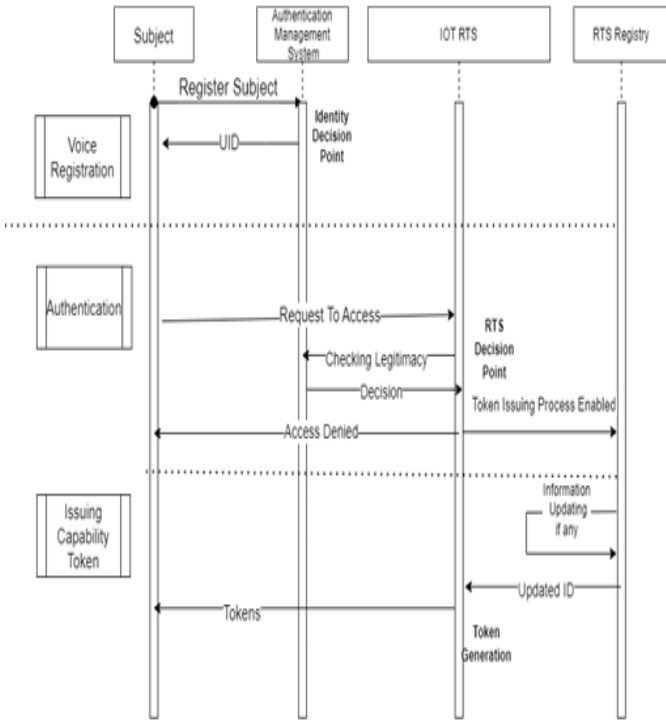 Subject
Authentication
Management
System
IOT RTS
RTS Registry
Register Subject
Identity
Decision
Point
Voice
Registration
UID
Authentication
Request To Access
RTS
Decision
Point
Checking Legitimacy
Decision
Token Issuing Process Enabled
Access Denied
Issuing
Capability
Token
Information
Updating
if any
Updated ID
Tokens
Token
Generation